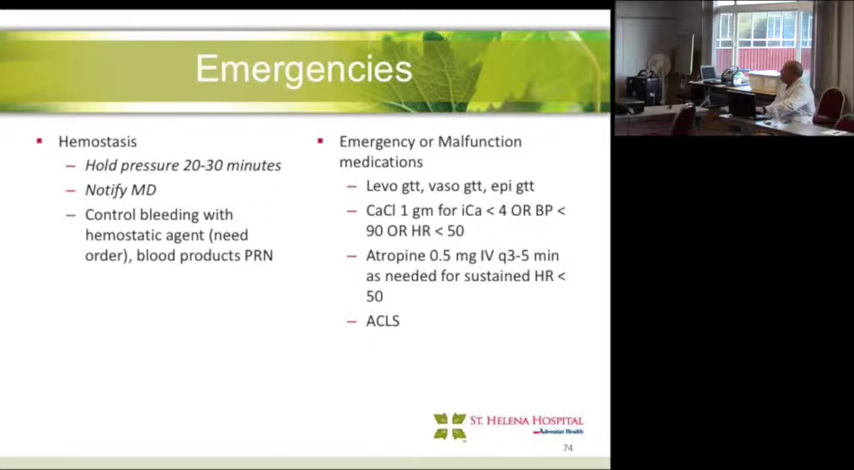 Emergencies
Hemostasis
– Hold pressure 20-30 minutes
– Notify MD
– Control bleeding with
hemostatic agent (need
order), blood products PRN
Emergency or Malfunction
medications
– Levo gtt, vaso gtt, epi gtt
– CaCl 1 gm for iCa < 4 OR BP <
90 OR HR < 50
– Atropine 0.5 mg IV q3-5 min
as needed for sustained HR <
50
– ACLS
ST. HELENA HOSPITAL
Adventist Health
74